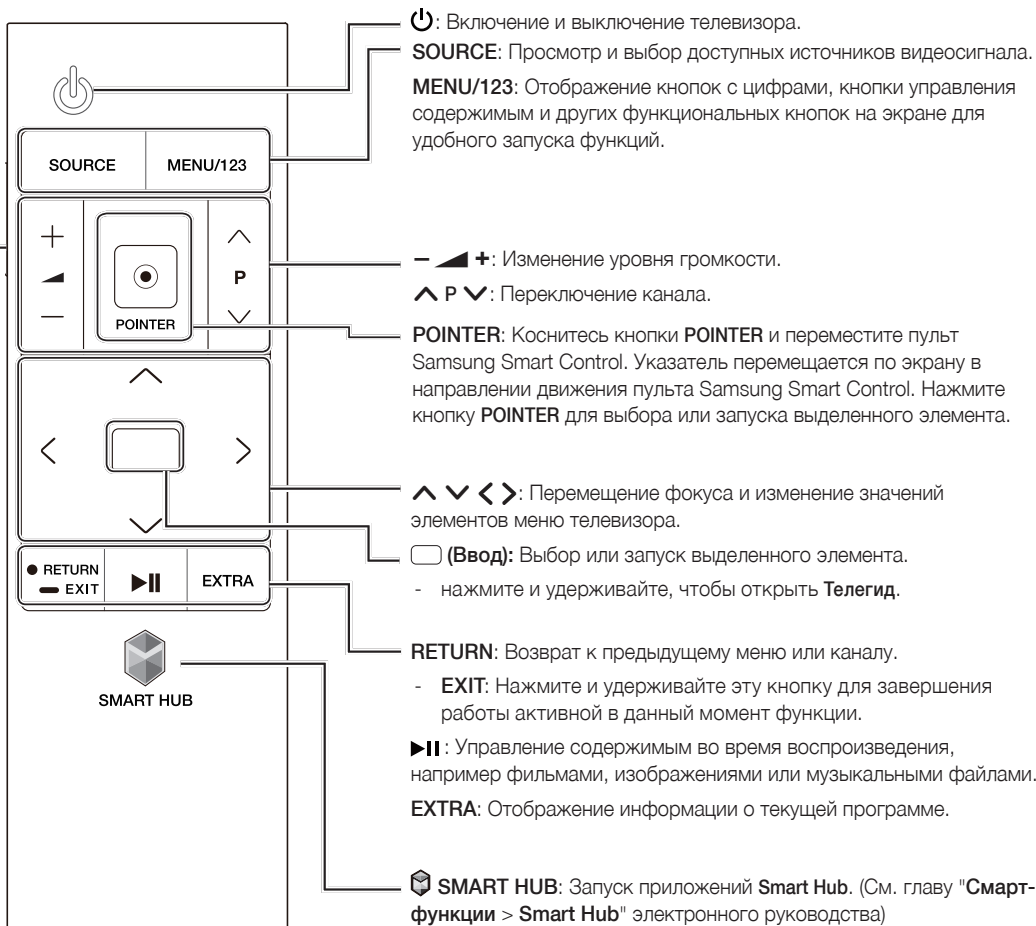 ⏻: Включение и выключение телевизора.
SOURCE: Просмотр и выбор доступных источников видеосигнала.
MENU/123: Отображение кнопок с цифрами, кнопки управления
содержимым и других функциональных кнопок на экране для
удобного запуска функций.
SOURCE
MENU/123
+
P
—
POINTER
– ◢ +: Изменение уровня громкости.
∧ P ∨: Переключение канала.
POINTER: Коснитесь кнопки POINTER и переместите пульт
Samsung Smart Control. Указатель перемещается по экрану в
направлении движения пульта Samsung Smart Control. Нажмите
кнопку POINTER для выбора или запуска выделенного элемента.
∧ ∨ < >: Перемещение фокуса и изменение значений
элементов меню телевизора.
(Ввод): Выбор или запуск выделенного элемента.
- нажмите и удерживайте, чтобы открыть Телегид.
RETURN
EXIT
EXTRA
RETURN: Возврат к предыдущему меню или каналу.
- EXIT: Нажмите и удерживайте эту кнопку для завершения
работы активной в данный момент функции.
►II : Управление содержимым во время воспроизведения,
например фильмами, изображениями или музыкальными файлами.
EXTRA: Отображение информации о текущей программе.
SMART HUB
SMART HUB: Запуск приложений Smart Hub. (См. главу "Смарт-
функции > Smart Hub" электронного руководства)